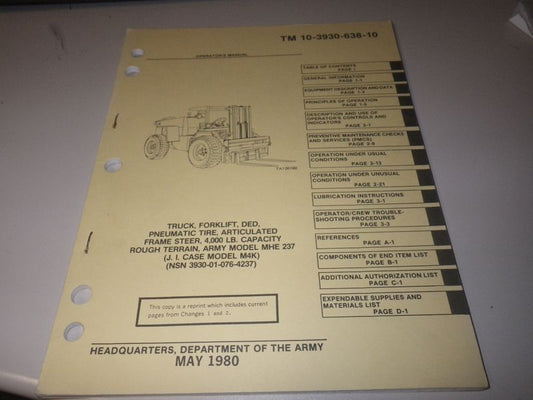 TM 10-3930-638-10
OPERATOR'S MANUAL
TABLE OF CONTENTS
PAGE i
GENERAL INFORMATION
PAGE 1-1
EQUIPMENT DESCRIPTION AND DATA
PAGE 1-2
PRINCIPLES OF OPERATION
PAGE 1-5
DESCRIPTION AND USE OF
OPERATOR'S CONTROLS AND
INDICATORS
PAGE 2-1
PREVENTIVE MAINTENANCE CHECKS
AND SERVICES (PMCS)
PAGE 2-9
OPERATION UNDER USUAL
CONDITIONS
PAGE 2-13
OPERATION UNDER UNUSUAL
CONDITIONS
PAGE 2-21
LUBRICATION INSTRUCTIONS
PAGE 3-1
OPERATOR/CREW TROUBLE-
SHOOTING PROCEDURES
PAGE 3-3
REFERENCES
PAGE A-1
COMPONENTS OF END ITEM LIST
PAGE B-1
ADDITIONAL AUTHORIZATION LIST
PAGE C-1
EXPENDABLE SUPPLIES AND
MATERIALS LIST
PAGE D-1
TRUCK, FORKLIFT, DED,
PNEUMATIC TIRE, ARTICULATED
FRAME STEER, 4,000 LB. CAPACITY
ROUGH TERRAIN, ARMY MODEL MHE 237
(J. I. CASE MODEL M4K)
(NSN 3930-01-076-4237)
This copy is a reprint which includes current
pages from Changes 1 and 2.
HEADQUARTERS, DEPARTMENT OF THE ARMY
MAY 1980